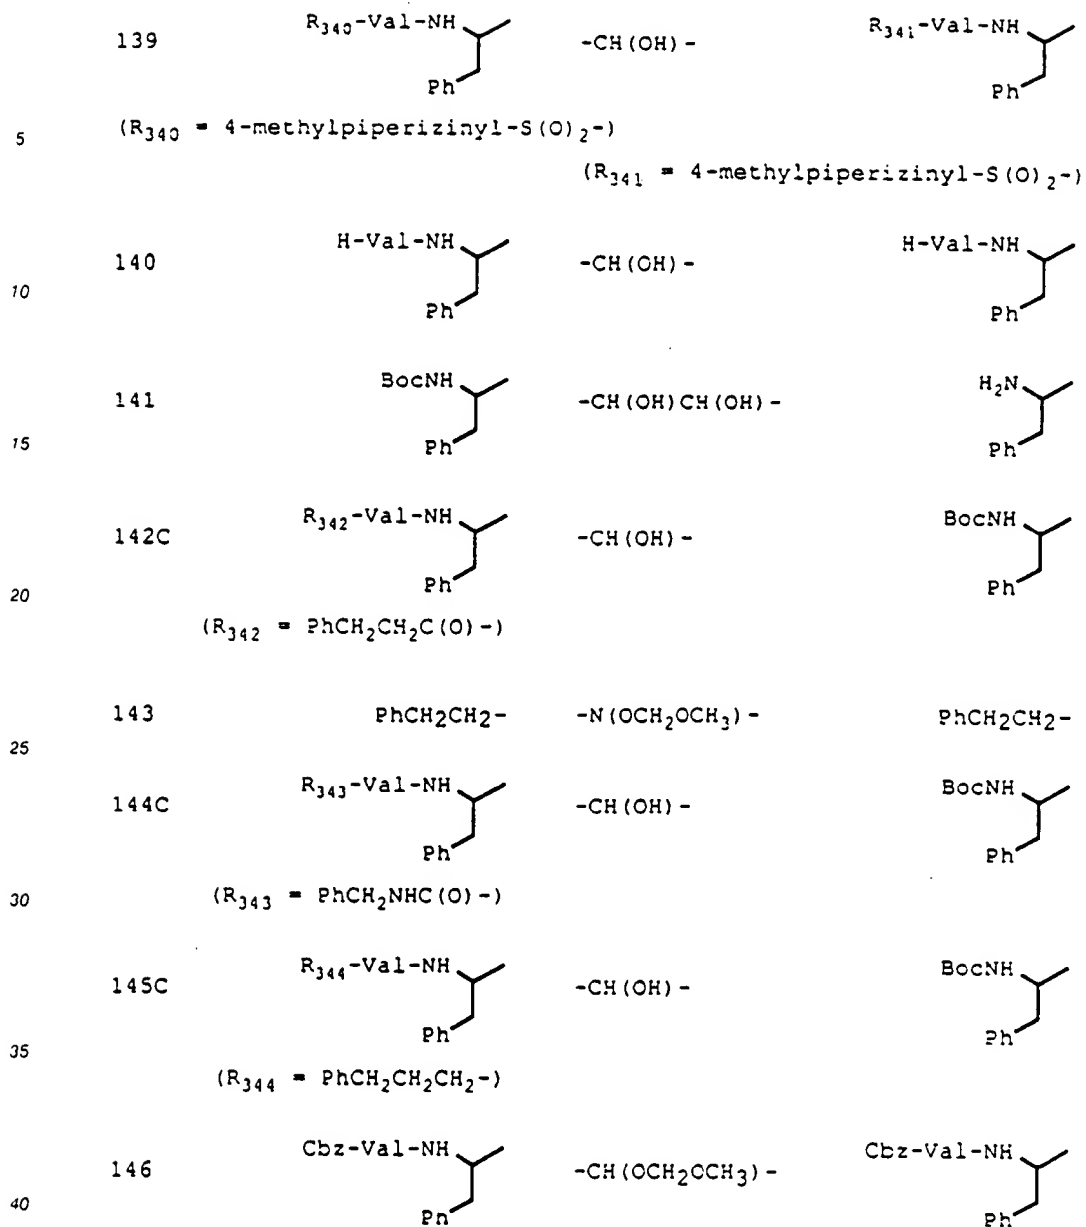 R₃₄₀-Val-NH R₃₄₁-Val-NH
139 -CH(OH)-
Ph Ph
5 (R₃₄₀ = 4-methylpiperizinyl-S(O)₂-)
(R₃₄₁ = 4-methylpiperizinyl-S(O)₂-)
H-Val-NH H-Val-NH
140 -CH(OH)-
10 Ph Ph
BocNH H₂N
141 -CH(OH)CH(OH)-
15 Ph Ph
R₃₄₂-Val-NH BocNH
142C -CH(OH)-
Ph Ph
20
(R₃₄₂ = PhCH₂CH₂C(O)-)
143 PhCH2CH2- -N(OCH₂OCH₃)- PhCH2CH2-
25
R₃₄₃-Val-NH BocNH
144C -CH(OH)-
Ph Ph
30 (R₃₄₃ = PhCH₂NHC(O)-)
R₃₄₄-Val-NH BocNH
145C -CH(OH)-
Ph Ph
35
(R₃₄₄ = PhCH₂CH₂CH₂-)
Cbz-Val-NH Cbz-Val-NH
146 -CH(OCH₂OCH₃)-
40 Ph Ph